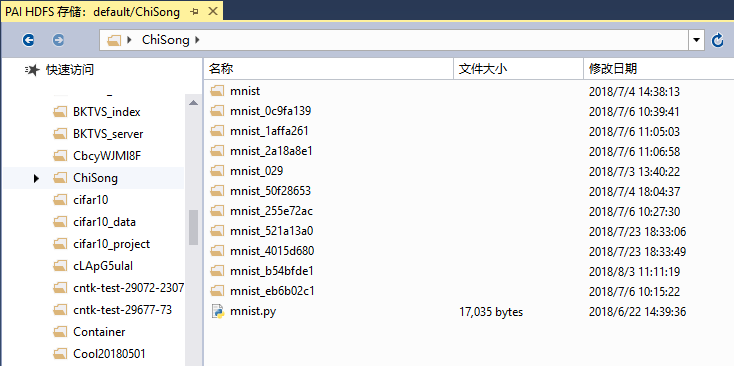 PAI HDFS 存储：default/ChiSong
ChiSong
快速访问
BKTVS_index
BKTVS_server
CbcyWJMI8F
ChiSong
cifar10
cifar10_data
cifar10_project
cLApG5ulal
cntk-test-29072-2307
cntk-test-29677-73
Container
Cool20180501
名称 文件大小 修改日期
mnist 2018/7/4 14:38:13
mnist_0c9fa139 2018/7/6 10:39:41
mnist_1affa261 2018/7/6 11:05:03
mnist_2a18a8e1 2018/7/6 11:06:58
mnist_029 2018/7/3 13:40:22
mnist_50f28653 2018/7/4 18:04:37
mnist_255e72ac 2018/7/6 10:27:30
mnist_521a13a0 2018/7/23 18:33:06
mnist_4015d680 2018/7/23 18:33:49
mnist_b54bfde1 2018/8/3 11:11:19
mnist_eb6b02c1 2018/7/6 10:15:22
mnist.py 17,035 bytes 2018/6/22 14:39:36